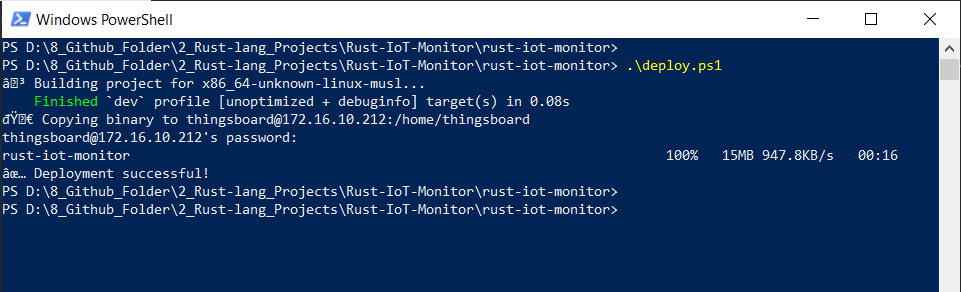 Windows PowerShell
PS D:\8_Github_Folder\2_Rust-lang_Projects\Rust-IoT-Monitor\rust-iot-monitor>
PS D:\8_Github_Folder\2_Rust-lang_Projects\Rust-IoT-Monitor\rust-iot-monitor> .\deploy.ps1
Building project for x86_64-unknown-linux-musl...
Finished `dev` profile [unoptimized + debuginfo] target(s) in 0.08s
Copying binary to thingsboard@172.16.10.212:/home/thingsboard
thingsboard@172.16.10.212's password:
rust-iot-monitor 100% 15MB 947.8KB/s 00:16
âœ… Deployment successful!
PS D:\8_Github_Folder\2_Rust-lang_Projects\Rust-IoT-Monitor\rust-iot-monitor>
PS D:\8_Github_Folder\2_Rust-lang_Projects\Rust-IoT-Monitor\rust-iot-monitor>